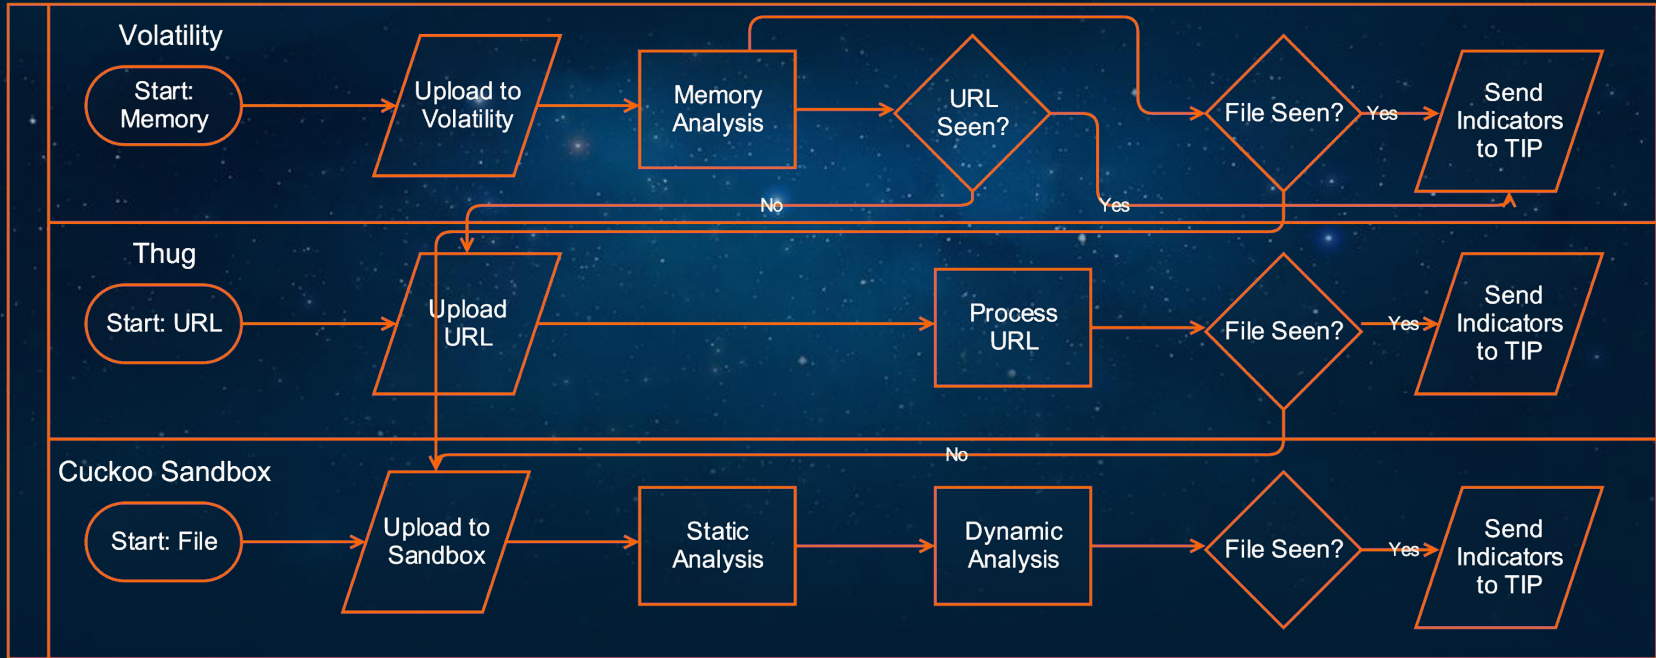 Volatility
Start:
Memory
Upload to
Volatility
Memory
Analysis
URL
Seen?
File Seen?
Yes
Send
Indicators
to TIP
No
Yes
Thug
Start: URL
Upload
URL
Process
URL
File Seen?
Yes
Send
Indicators
to TIP
No
Cuckoo Sandbox
Start: File
Upload to
Sandbox
Static
Analysis
Dynamic
Analysis
File Seen?
Yes
Send
Indicators
to TIP